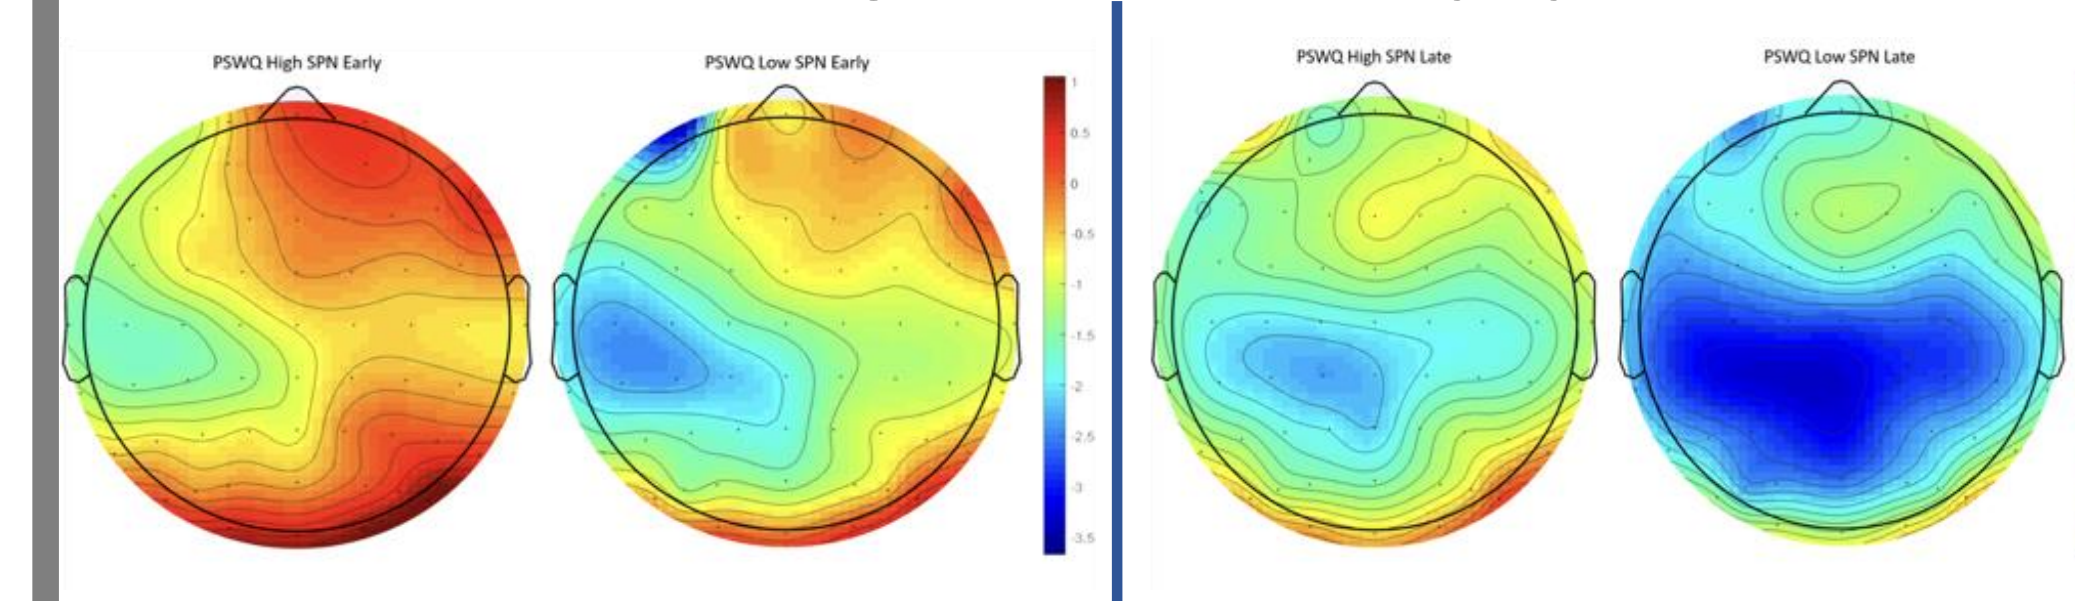 PSWQ High SPN Early
PSWQ Low SPN Early
1
0.5
0
-0.5
-1
-1.5
-2
-2.5
-3
-3.5
PSWQ High SPN Late
PSWQ Low SPN Late